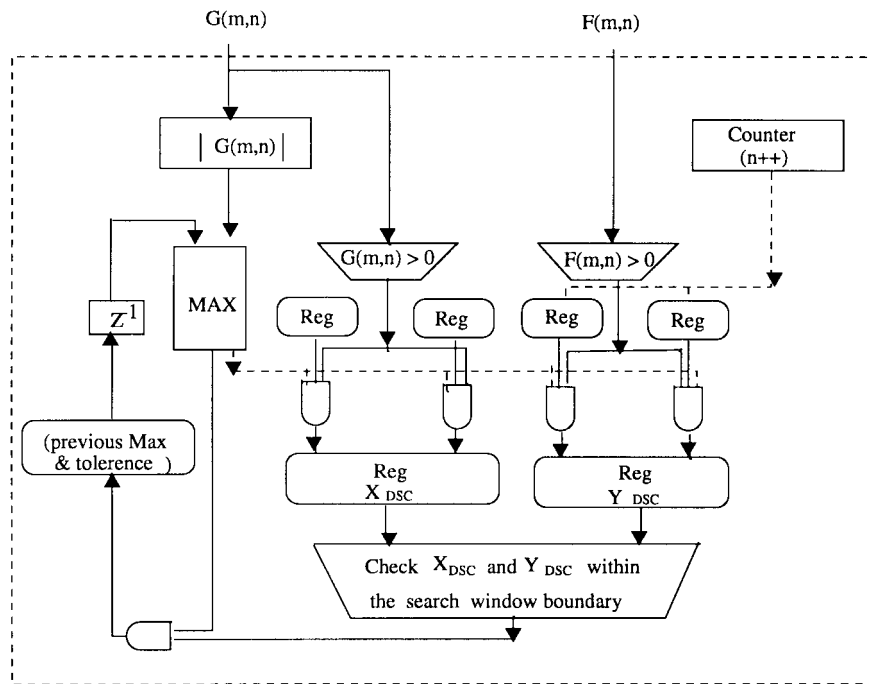 G(m,n)
F(m,n)
| G(m,n) |
Counter
(n++)
G(m,n) > 0
F(m,n) > 0
MAX
Z-1
Reg
Reg
Reg
Reg
(previous Max
& tolerence )
Reg
X DSC
Reg
Y DSC
Check XDSC and Y DSC within
the search window boundary